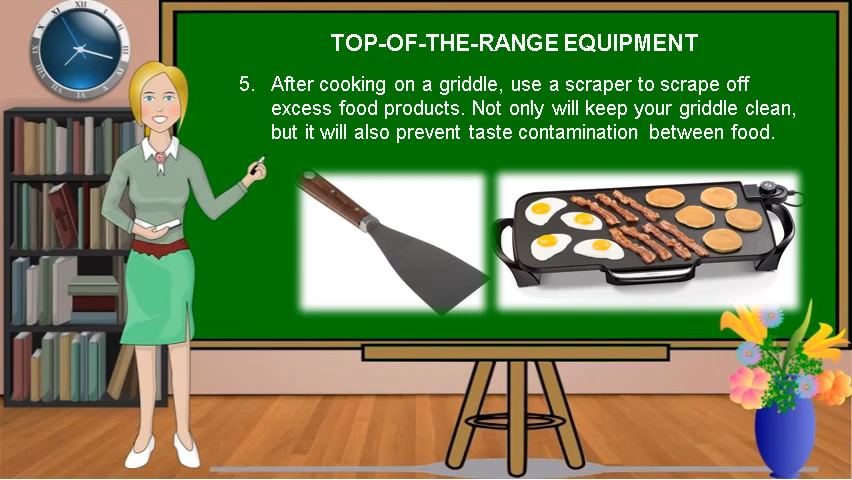 TOP-OF-THE-RANGE EQUIPMENT
5. After cooking on a griddle, use a scraper to scrape off
excess food products. Not only will keep your griddle clean,
but it will also prevent taste contamination between food.